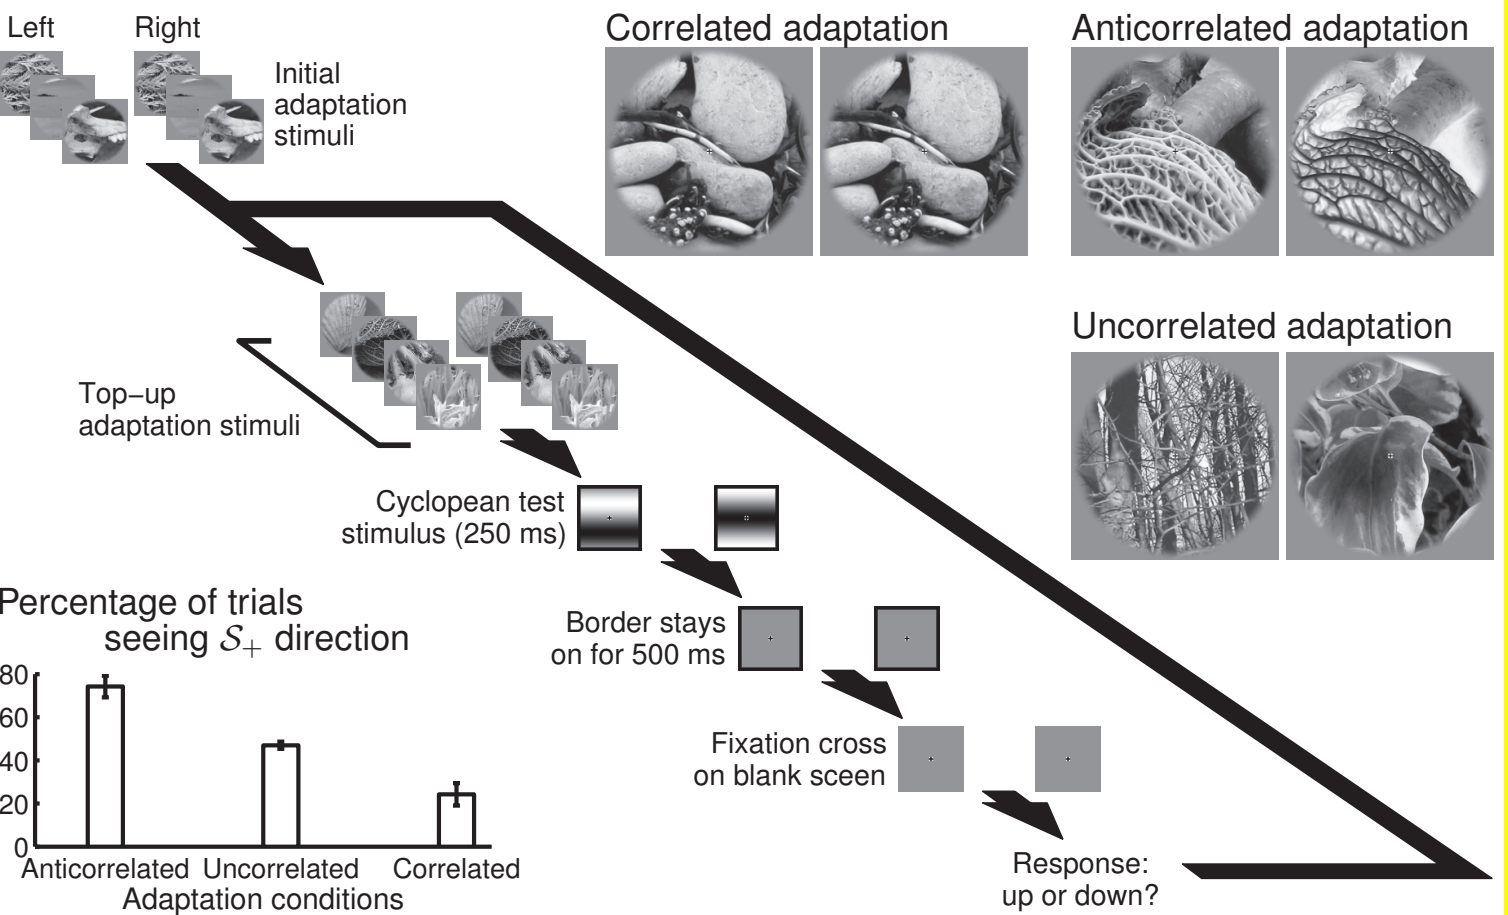 Left
Right
Initial
adaptation
stimuli
Correlated adaptation
Anticorrelated adaptation
Uncorrelated adaptation
Top−up
adaptation stimuli
Cyclopean test
stimulus (250 ms)
Border stays
on for 500 ms
Fixation cross
on blank sceen
Response:
up or down?
Percentage of trials
seeing S+ direction
80
60
40
20
0
Anticorrelated Uncorrelated Correlated
Adaptation conditions